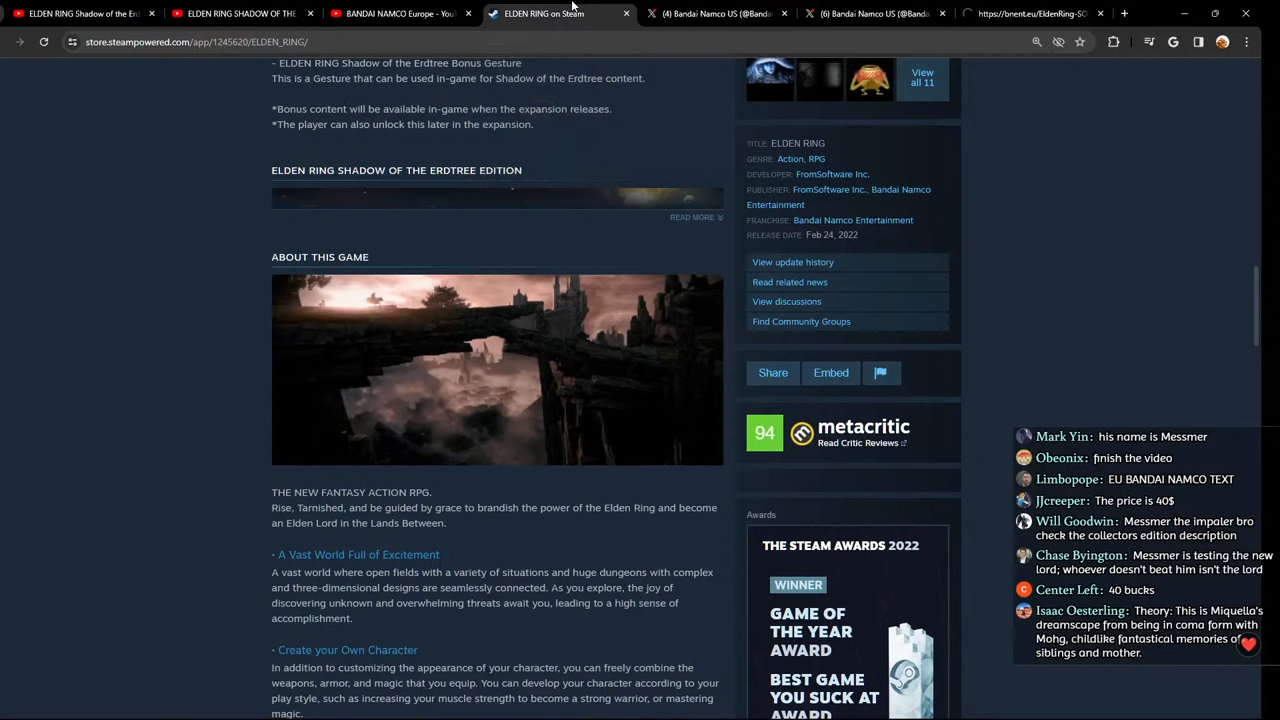 ELDEN RING Shadow of the Erd
ELDEN RING SHADOW OF THE
BANDAI NAMCO Europe - You
ELDEN RING on Steam
(4) Bandai Namco US (@Banda
(6) Bandai Namco US (@Banda
https://bnent.eu/EldenRing-SO
store.steampowered.com/app/1245620/ELDEN_RING/
- ELDEN RING Shadow of the Erdtree Bonus Gesture
This is a Gesture that can be used in-game for Shadow of the Erdtree content.
*Bonus content will be available in-game when the expansion releases.
*The player can also unlock this later in the expansion.
ELDEN RING SHADOW OF THE ERDTREE EDITION
READ MORE
ABOUT THIS GAME
THE NEW FANTASY ACTION RPG.
Rise, Tarnished, and be guided by grace to brandish the power of the Elden Ring and become
an Elden Lord in the Lands Between.
• A Vast World Full of Excitement
A vast world where open fields with a variety of situations and huge dungeons with complex
and three-dimensional designs are seamlessly connected. As you explore, the joy of
discovering unknown and overwhelming threats await you, leading to a high sense of
accomplishment.
• Create your Own Character
In addition to customizing the appearance of your character, you can freely combine the
weapons, armor, and magic that you equip. You can develop your character according to your
play style, such as increasing your muscle strength to become a strong warrior, or mastering
magic.
View
all 11
TITLE: ELDEN RING
GENRE: Action, RPG
DEVELOPER: FromSoftware Inc.
PUBLISHER: FromSoftware Inc., Bandai Namco
Entertainment
FRANCHISE: Bandai Namco Entertainment
RELEASE DATE: Feb 24, 2022
View update history
Read related news
View discussions
Find Community Groups
Share
Embed
94
metacritic
Read Critic Reviews
Awards
THE STEAM AWARDS 2022
WINNER
GAME OF
THE YEAR
AWARD
BEST GAME
YOU SUCK AT
AWARD
Mark Yin: his name is Messmer
Obeonix: finish the video
Limbopope: EU BANDAI NAMCO TEXT
JJcreeper: The price is 40$
Will Goodwin: Messmer the impaler bro
check the collectors edition description
Chase Byington: Messmer is testing the new
lord; whoever doesn't beat him isn't the lord
Center Left: 40 bucks
Isaac Oesterling: Theory: This is Miquella's
dreamscape from being in coma form with
Mohg, childlike fantastical memories of
siblings and mother.